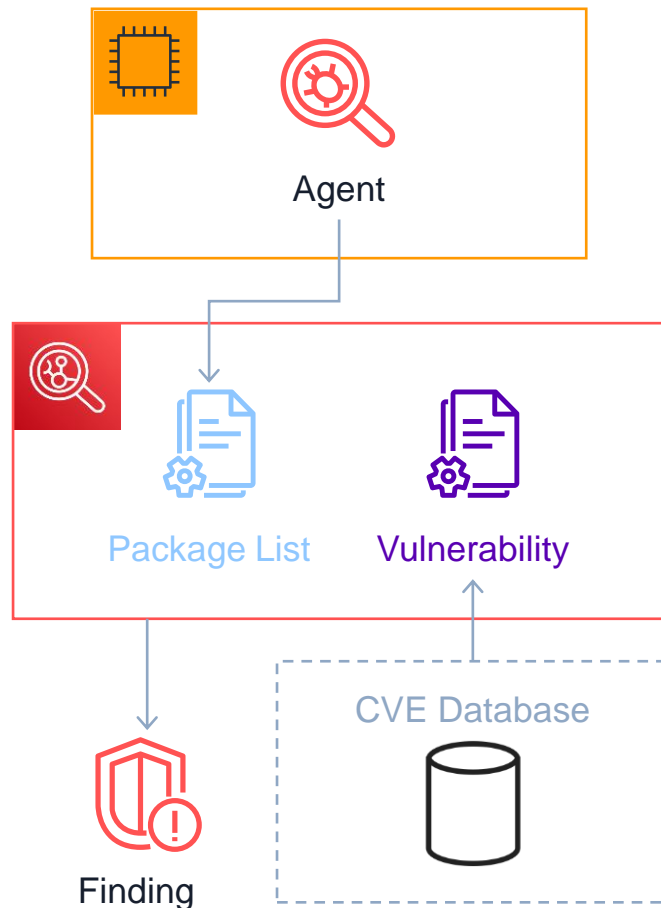 Agent
Package List
Vulnerability
CVE Database
Finding